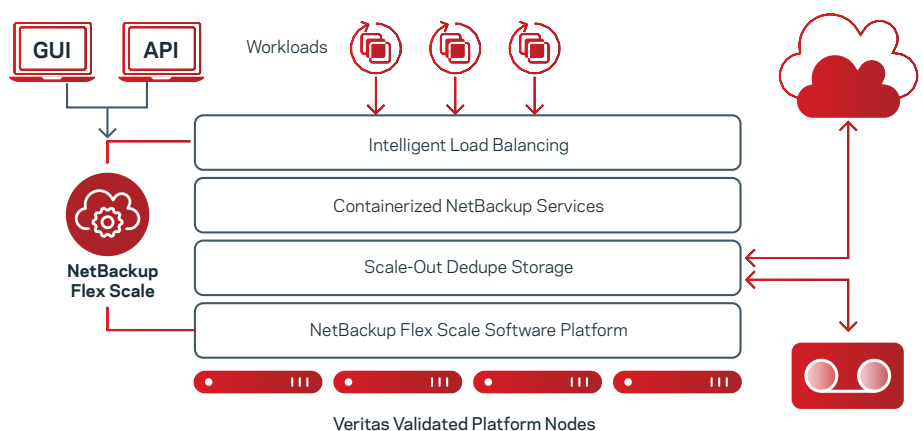 GUI
API
Workloads
Intelligent Load Balancing
Containerized NetBackup Services
Scale-Out Dedupe Storage
NetBackup
Flex Scale
NetBackup Flex Scale Software Platform
Veritas Validated Platform Nodes